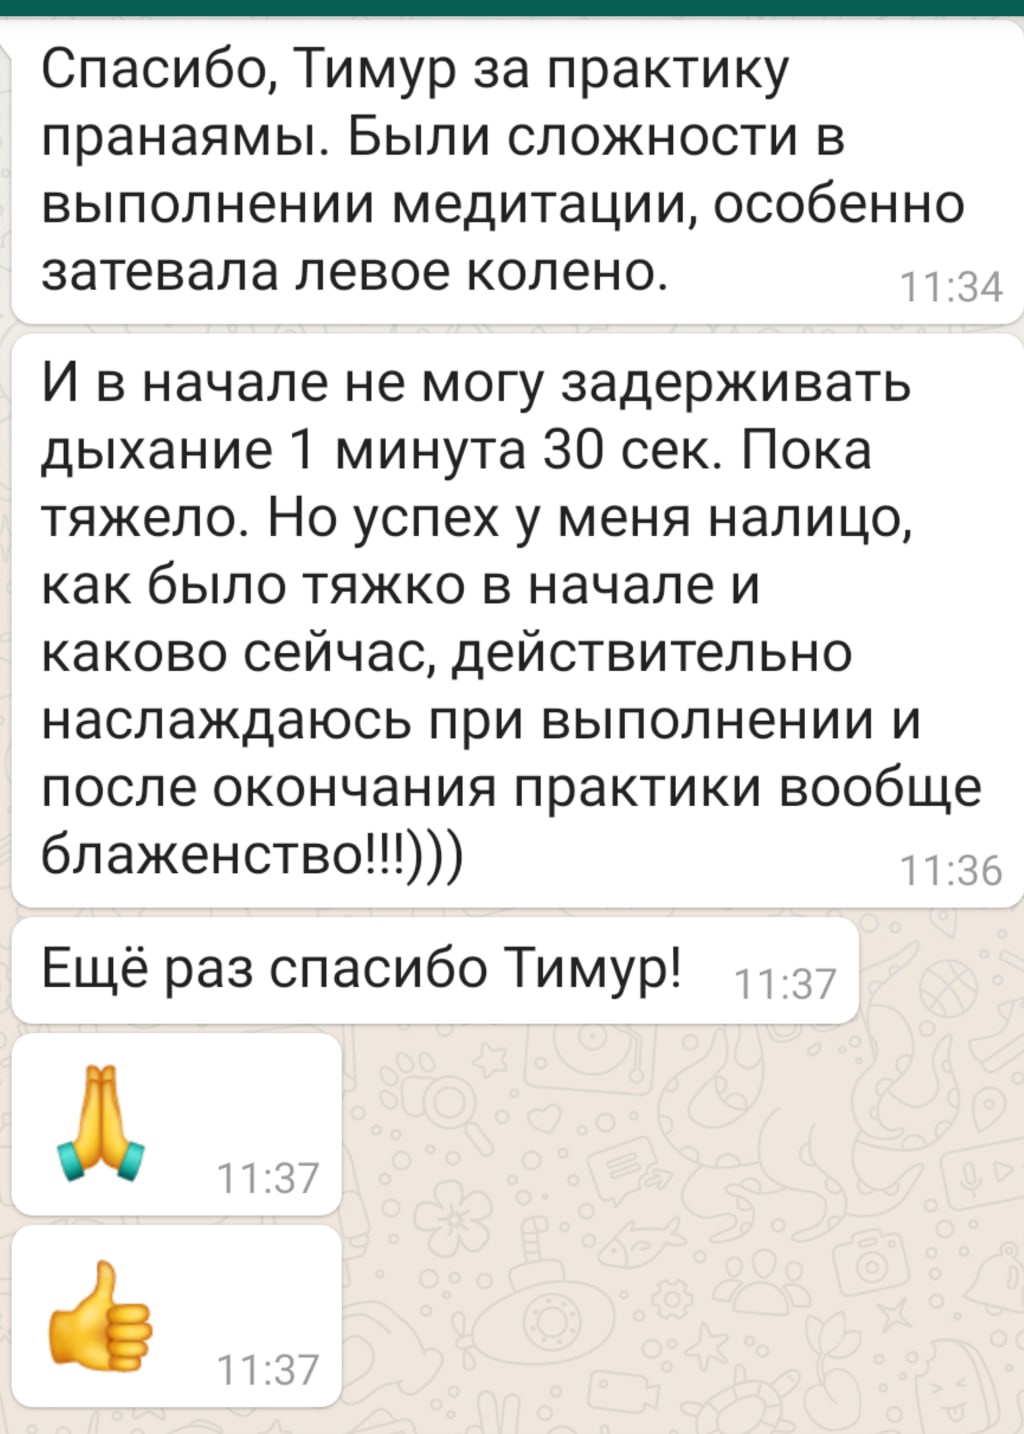 Спасибо, Тимур за практику
пранаямы. Были сложности в
выполнении медитации, особенно
затевала левое колено.
11:34
И в начале не могу задерживать
дыхание 1 минута 30 сек. Пока
тяжело. Но успех у меня налицо,
как было тяжко в начале и
каково сейчас, действительно
наслаждаюсь при выполнении и
после окончания практики вообще
блаженство!!!)))
11:36
Ещё раз спасибо Тимур!
11:37
🙏
11:37
👍
11:37